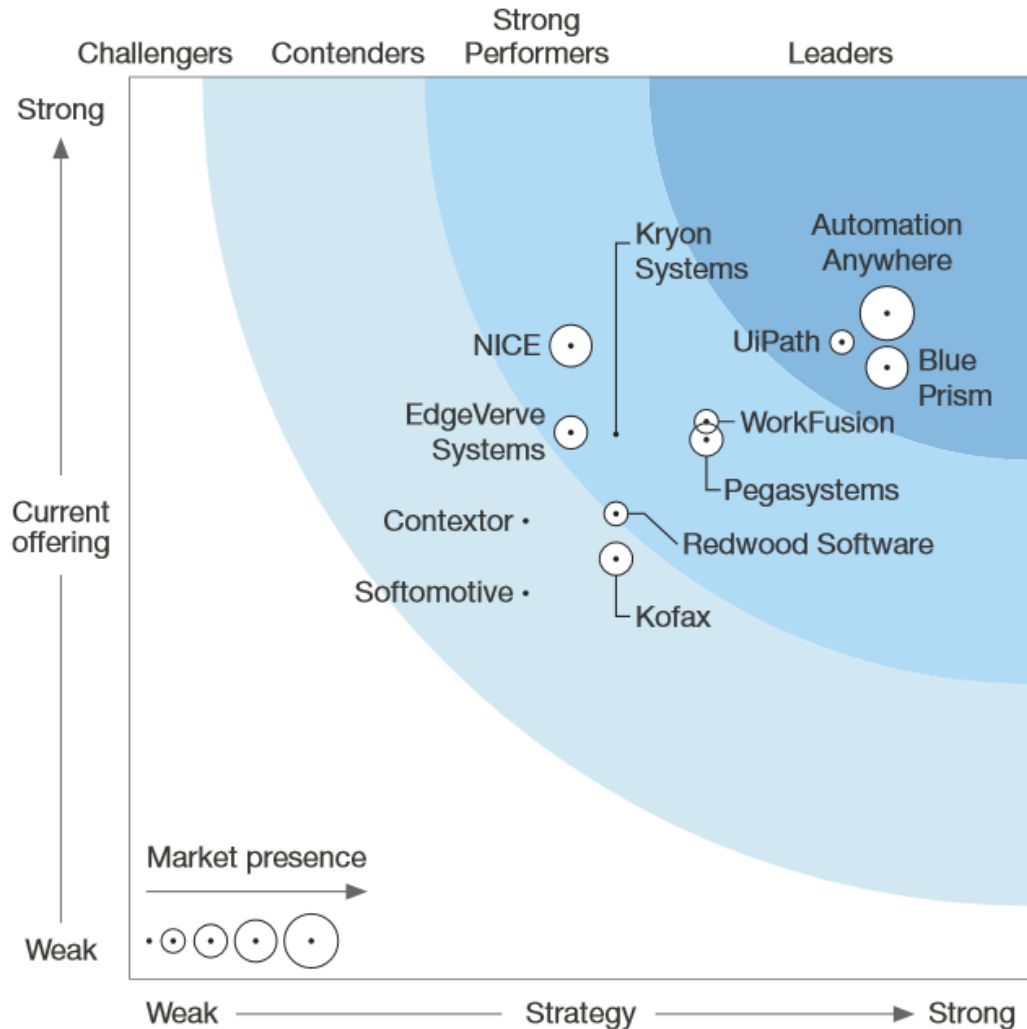 Strong
Challengers Contenders Performers Leaders
Strong
Automation
Anywhere
Kryon
Systems
NICE
UiPath
Blue
Prism
EdgeVerve
Systems
WorkFusion
Pegasystems
Current
offering
Contextor
Redwood Software
Softomotive
Kofax
Market presence
Weak
Weak Strategy Strong